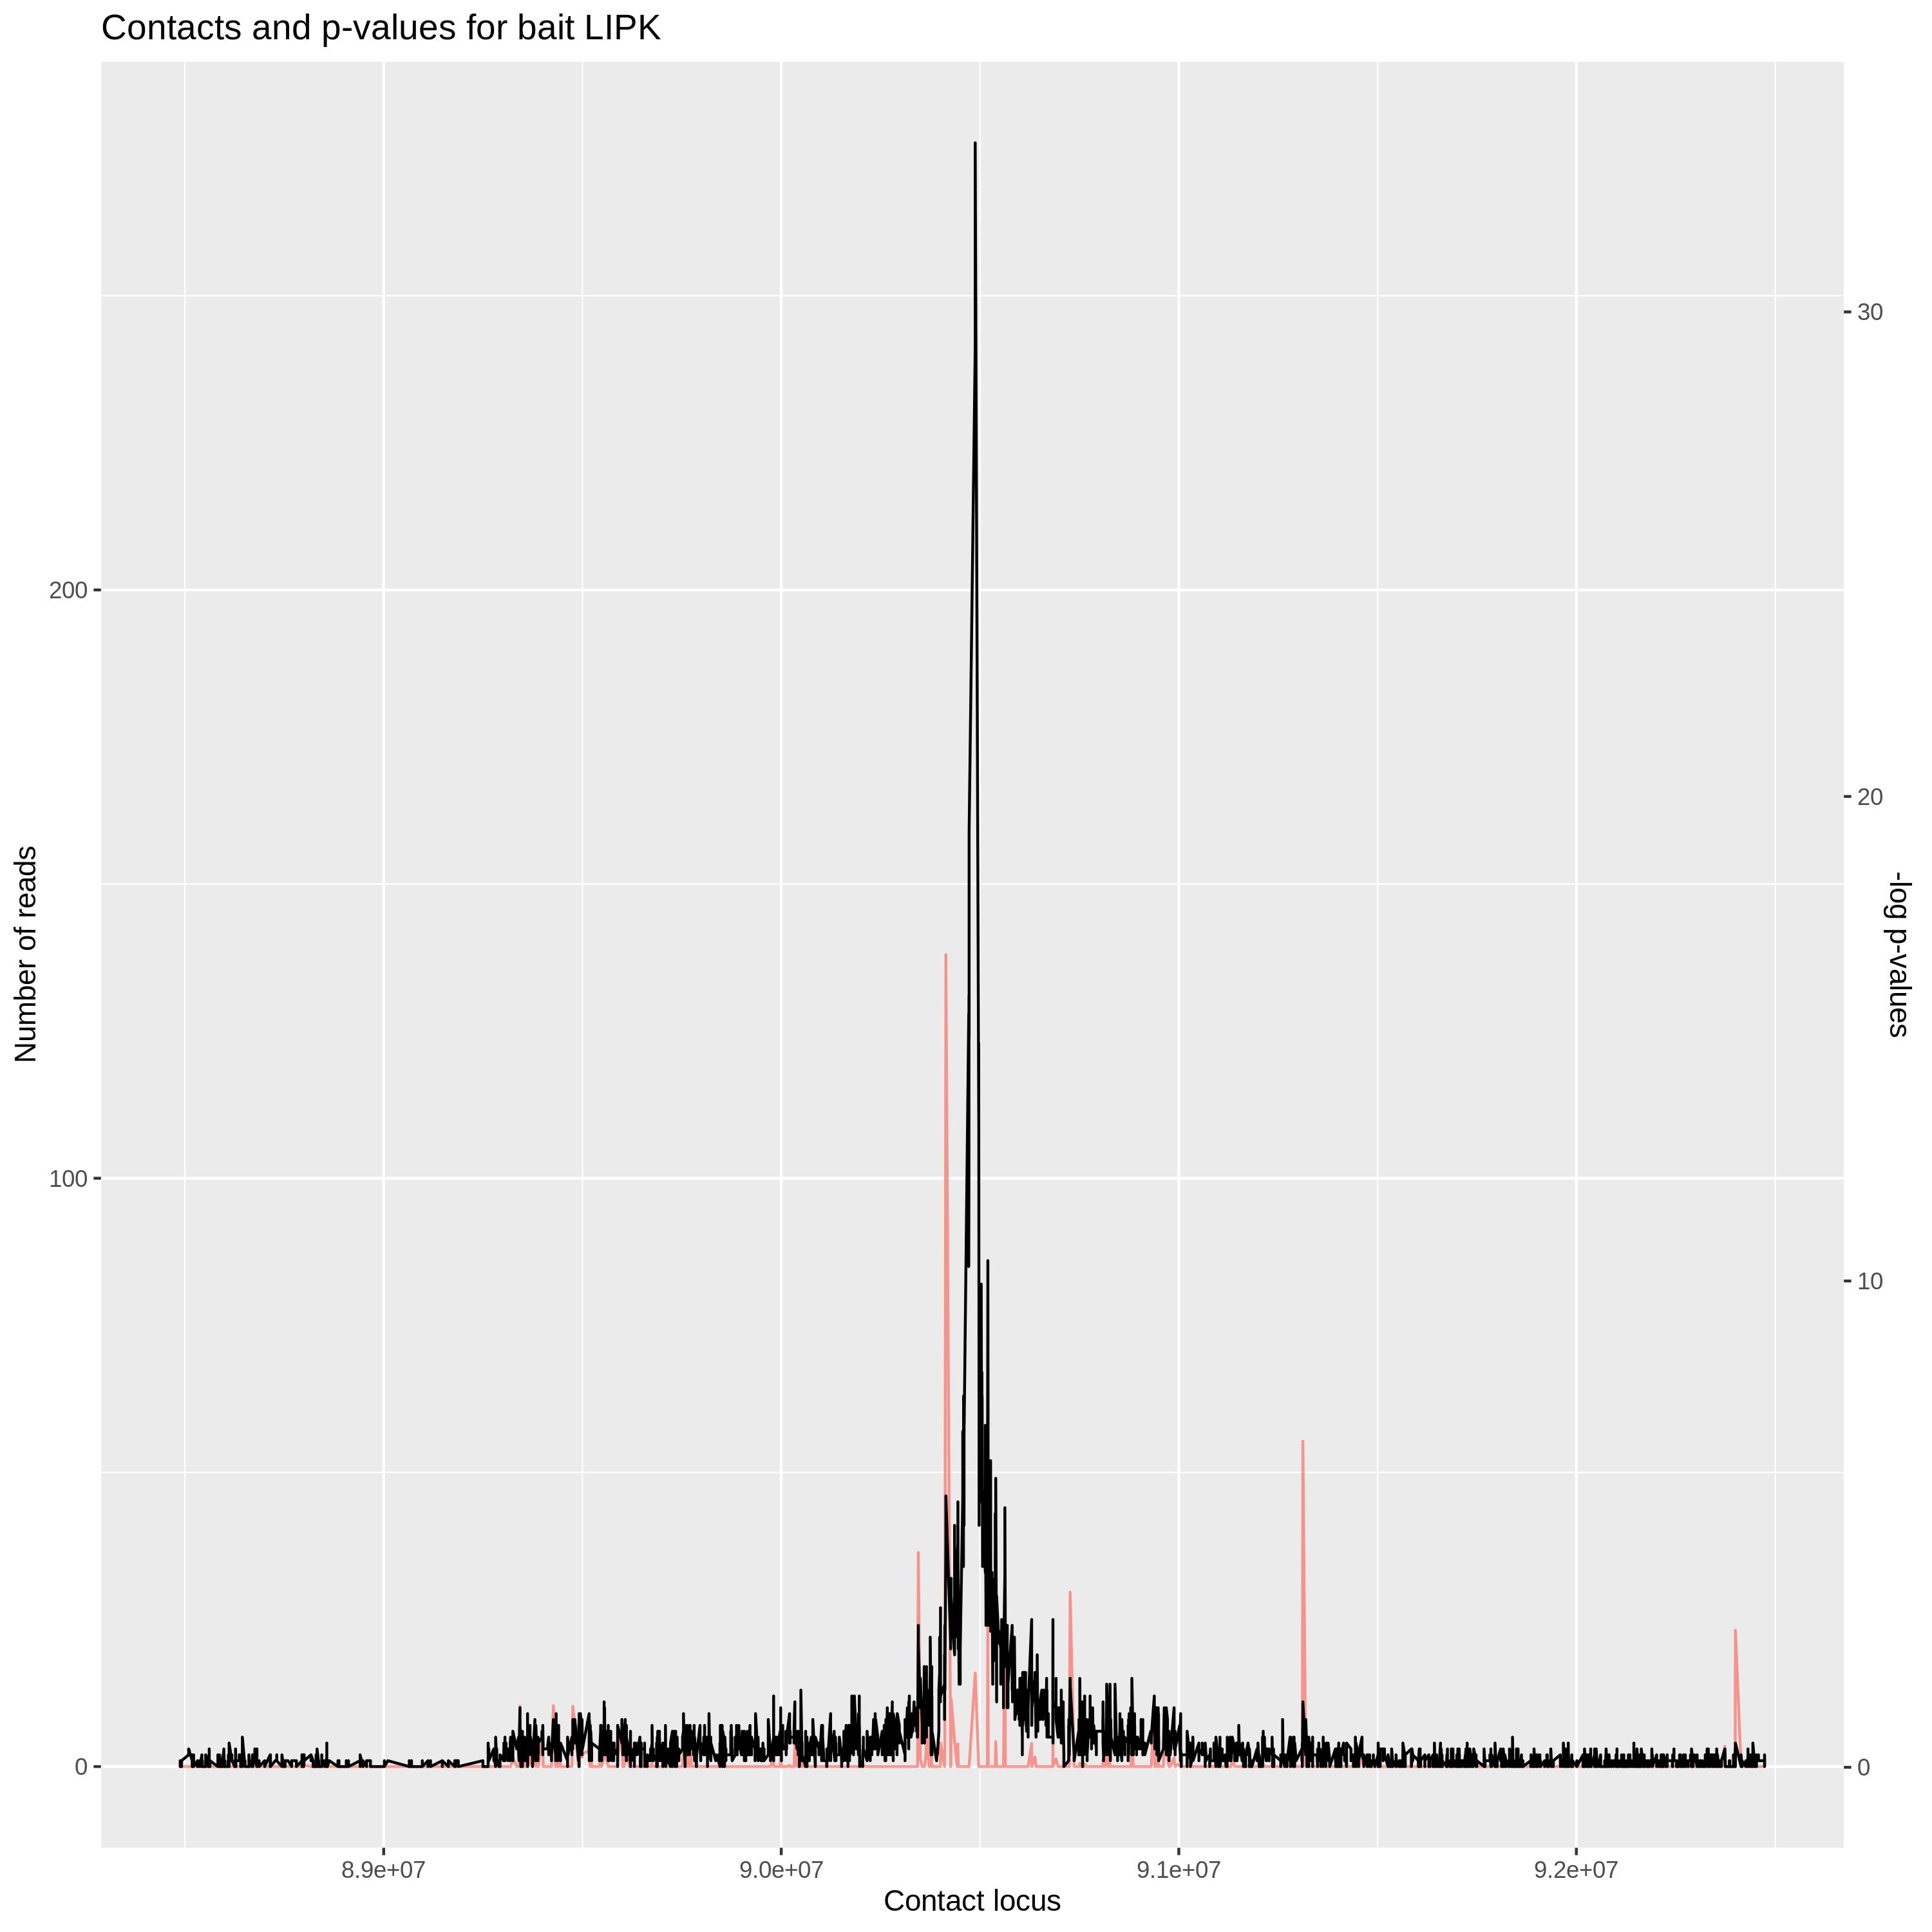 Contacts and p-values for bait LIPK
Number of reads
200
100
0
30
20
10
0
-log p-values
8.9e+07
9.0e+07
9.1e+07
9.2e+07
Contact locus